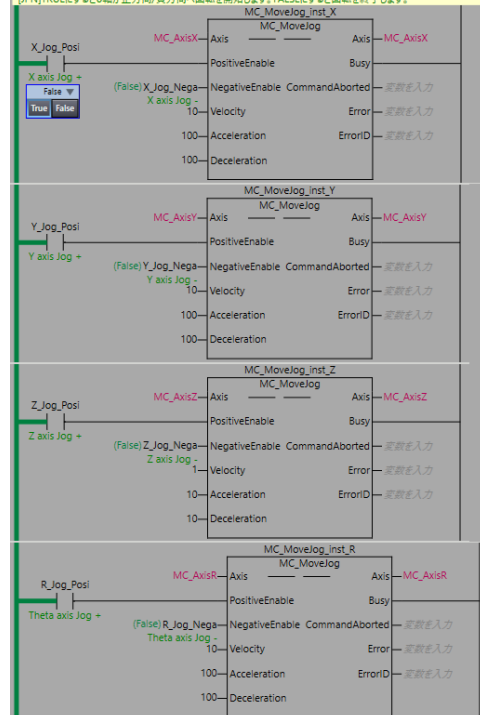 MC_MoveJog_inst_X
MC_MoveJog
X_Jog_Posi
MC_AxisX Axis Axis MC_AxisX
PositiveEnable Busy
X axis Jog +
(False) X_Jog_Nega NegativeEnable CommandAborted 変数を入力
X axis Jog -
False
True False
10 Velocity Error 変数を入力
100 Acceleration ErrorID 変数を入力
100 Deceleration
MC_MoveJog_inst_Y
MC_MoveJog
Y_Jog_Posi
MC_AxisY Axis Axis MC_AxisY
PositiveEnable Busy
Y axis Jog +
(False) Y_Jog_Nega NegativeEnable CommandAborted 変数を入力
Y axis Jog -
10 Velocity Error 変数を入力
100 Acceleration ErrorID 変数を入力
100 Deceleration
MC_MoveJog_inst_Z
MC_MoveJog
Z_Jog_Posi
MC_AxisZ Axis Axis MC_AxisZ
PositiveEnable Busy
Z axis Jog +
(False) Z_Jog_Nega NegativeEnable CommandAborted 変数を入力
Z axis Jog -
1 Velocity Error 変数を入力
10 Acceleration ErrorID 変数を入力
10 Deceleration
MC_MoveJog_inst_R
MC_MoveJog
R_Jog_Posi
MC_AxisR Axis Axis MC_AxisR
PositiveEnable Busy
Theta axis Jog +
(False) R_Jog_Nega NegativeEnable CommandAborted 変数を入力
Theta axis Jog -
10 Velocity Error 変数を入力
100 Acceleration ErrorID 変数を入力
100 Deceleration